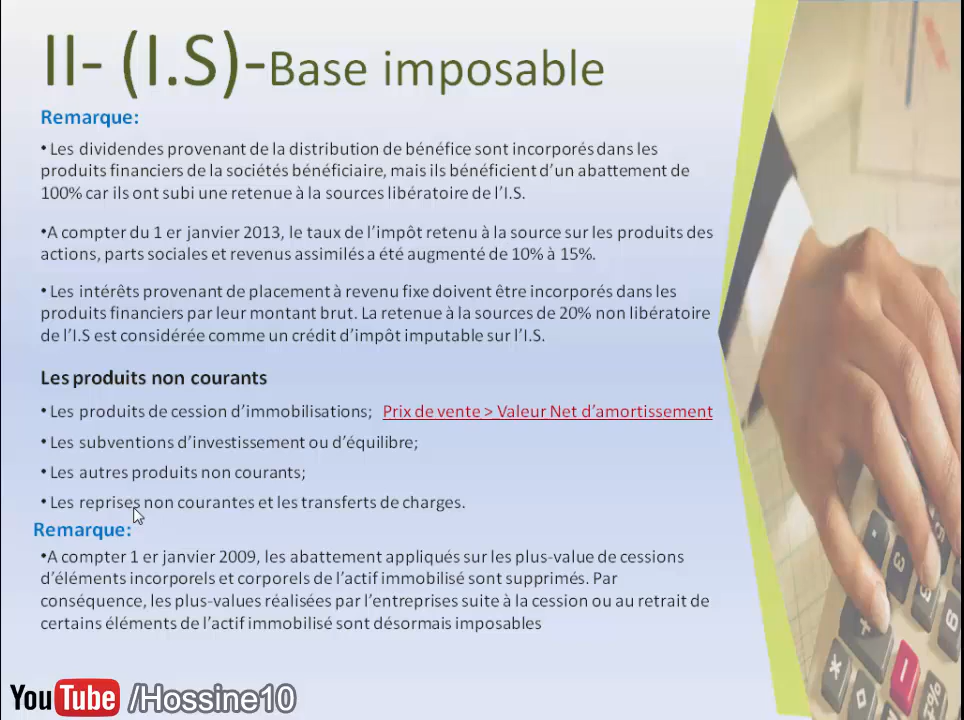 II- (I.S)-Base imposable
Remarque:
• Les dividendes provenant de la distribution de bénéfice sont incorporés dans les
produits financiers de la sociétés bénéficiaire, mais ils bénéficient d'un abattement de
100% car ils ont subi une retenue à la sources libératoire de l'I.S.
•A compter du 1 er janvier 2013, le taux de l'impôt retenu à la source sur les produits des
actions, parts sociales et revenus assimilés a été augmenté de 10% à 15%.
• Les intérêts provenant de placement à revenu fixe doivent être incorporés dans les
produits financiers par leur montant brut. La retenue à la sources de 20% non libératoire
de l'I.S est considérée comme un crédit d'impôt imputable sur l'I.S.
Les produits non courants
• Les produits de cession d'immobilisations; Prix de vente > Valeur Net d'amortissement
• Les subventions d'investissement ou d'équilibre;
• Les autres produits non courants;
• Les reprises non courantes et les transferts de charges.
Remarque:
•A compter 1 er janvier 2009, les abattement appliqués sur les plus-value de cessions
d'éléments incorporels et corporels de l'actif immobilisé sont supprimés. Par
conséquence, les plus-values réalisées par l'entreprises suite à la cession ou au retrait de
certains éléments de l'actif immobilisé sont désormais imposables
YouTube /Hossine10